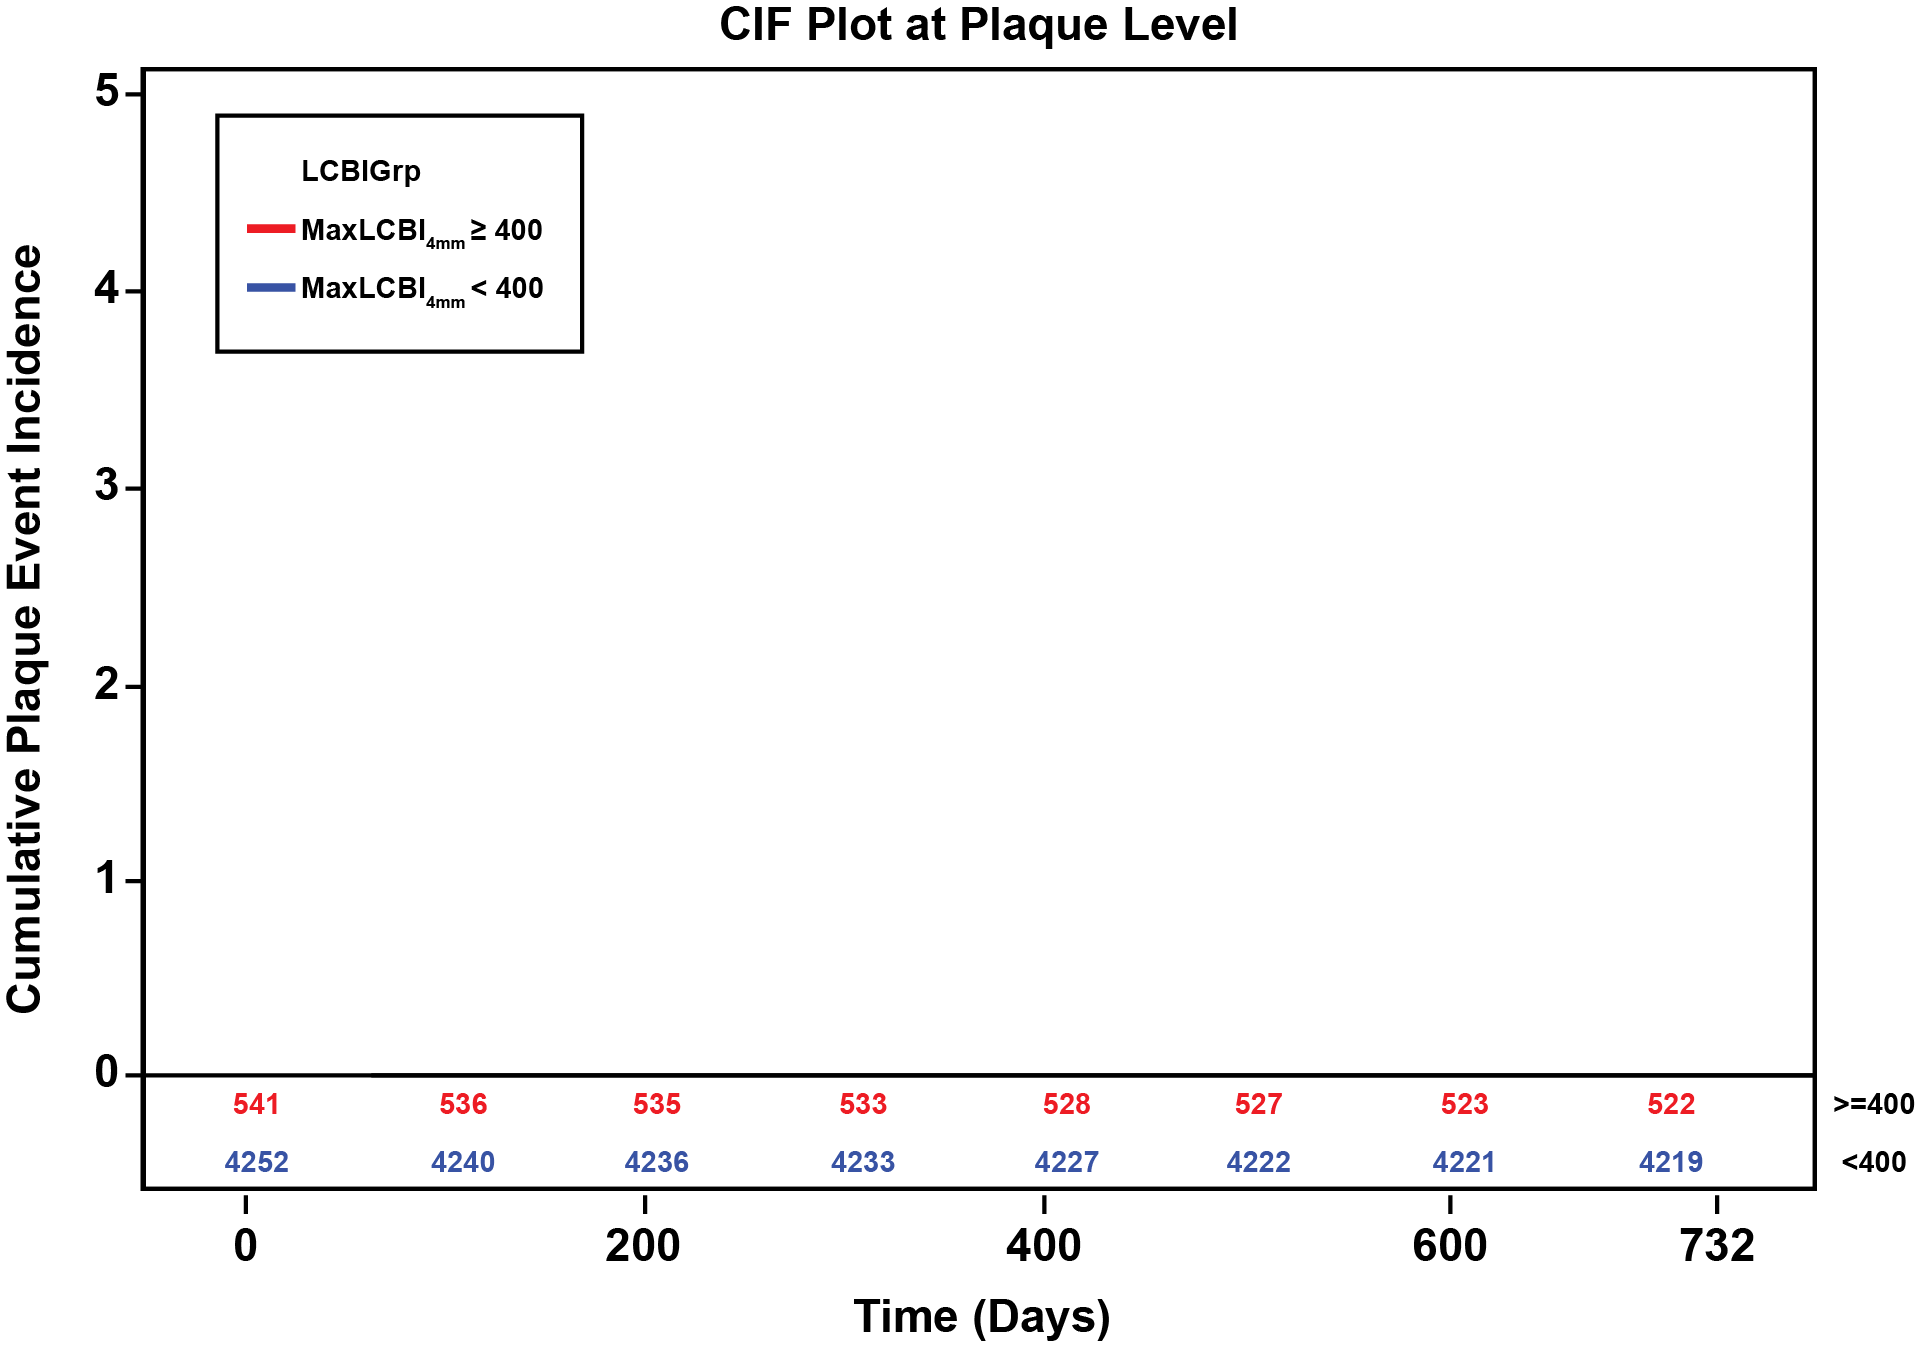 CIF Plot at Plaque Level
5
4
3
2
1
0
Cumulative Plaque Event Incidence
LCBIGrp
MaxLCBI4mm ≥ 400
MaxLCBI4mm < 400
541 536 535 533 528 527 523 522 >=400
4252 4240 4236 4233 4227 4222 4221 4219 <400
0 200 400 600 732
Time (Days)